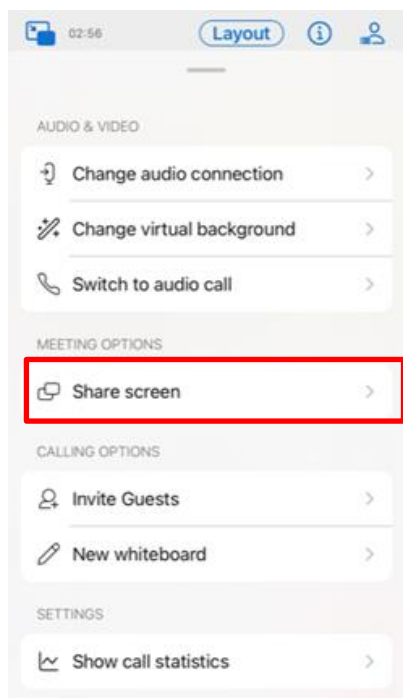 02:56 Layout
AUDIO & VIDEO
Change audio connection
Change virtual background
Switch to audio call
MEETING OPTIONS
Share screen
CALLING OPTIONS
Invite Guests
New whiteboard
SETTINGS
Show call statistics